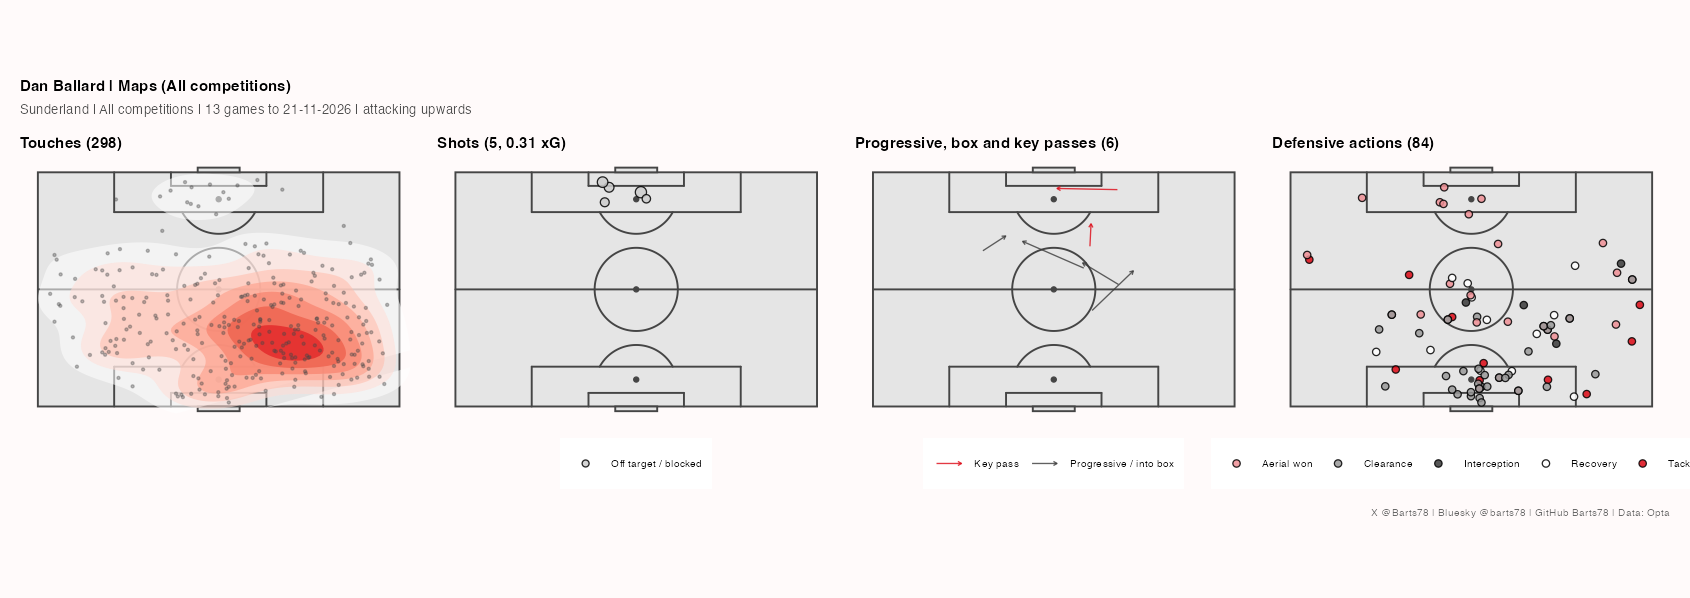 Dan Ballard | Maps (All competitions)
Sunderland | All competitions | 13 games to 21-11-2026 | attacking upwards
Touches (298)
Shots (5, 0.31 xG)
Progressive, box and key passes (6)
Defensive actions (84)
Off target / blocked
Key pass
Progressive / into box
Aerial won
Clearance
Interception
Recovery
Tack
X @Barts78 | Bluesky @barts78 | GitHub Barts78 | Data: Opta